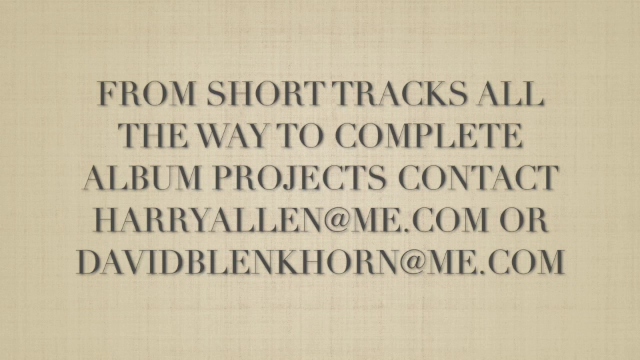 FROM SHORT TRACKS ALL
THE WAY TO COMPLETE
ALBUM PROJECTS CONTACT
HARRYALLEN@ME.COM OR
DAVIDBLENKHORN@ME.COM